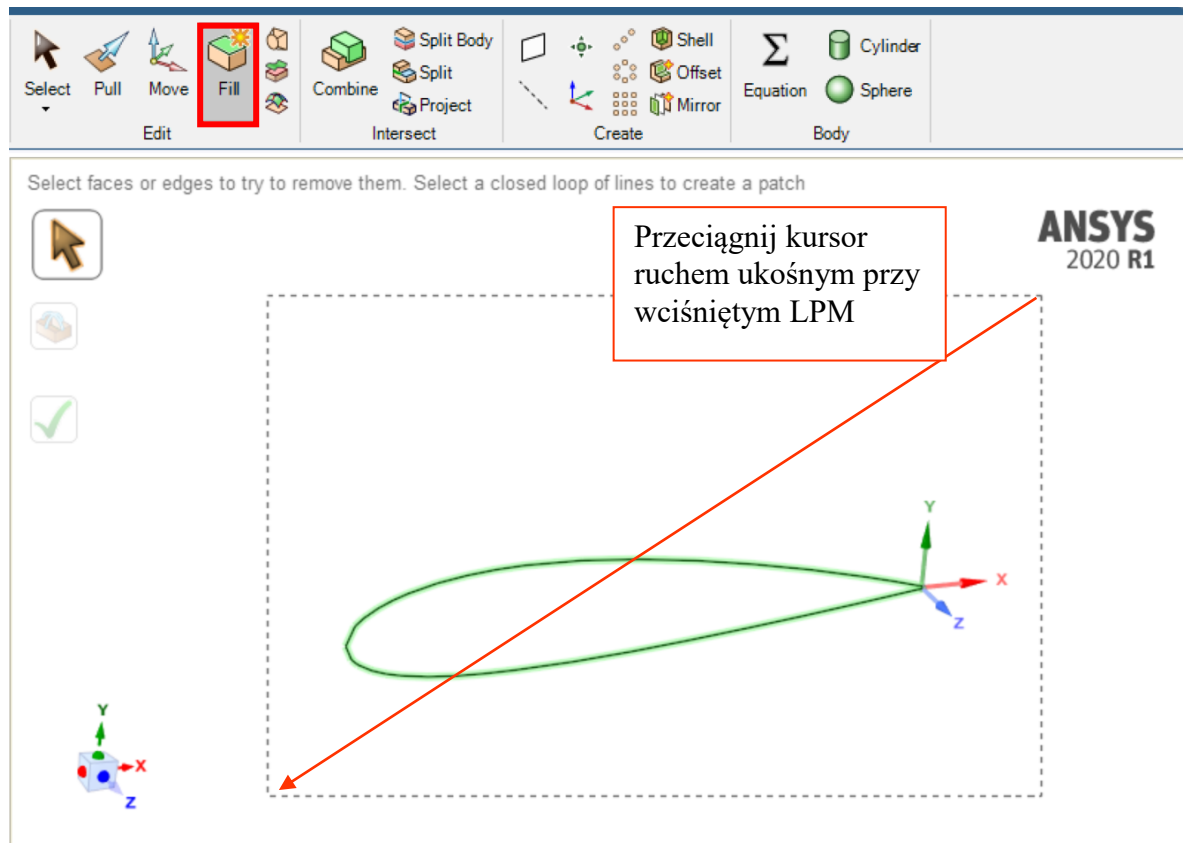 Select
Pull
Move
Fill
Edit
Combine
Split Body
Split
Project
Intersect
Shell
Offset
Mirror
Create
Equation
Cylinder
Sphere
Body
Select faces or edges to try to remove them. Select a closed loop of lines to create a patch
Przeciągnij kursor
ruchem ukośnym przy
wciśniętym LPM
ANSYS
2020 R1
Y
X
Z
Y
X
Z